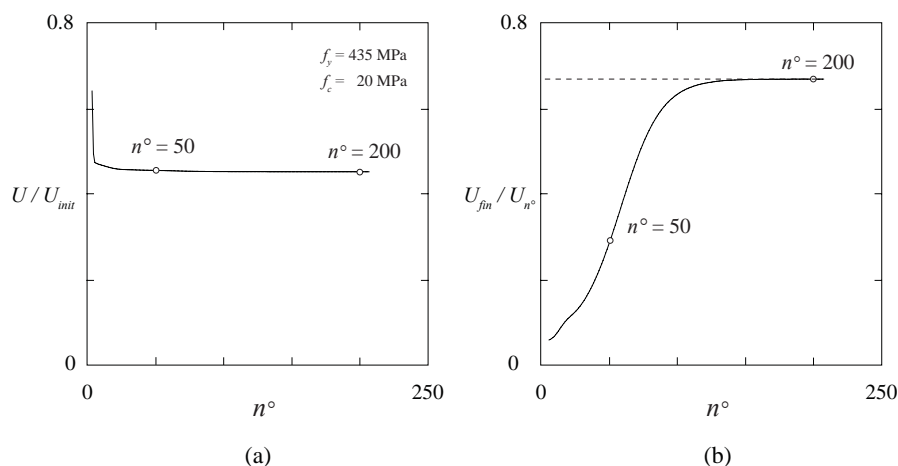 0.8
f_y = 435 MPa
f_c = 20 MPa
n° = 50
n° = 200
U / U_init
0
0
250
n°
(a)
0.8
n° = 200
U_fin / U_n°
n° = 50
0
0
250
n°
(b)